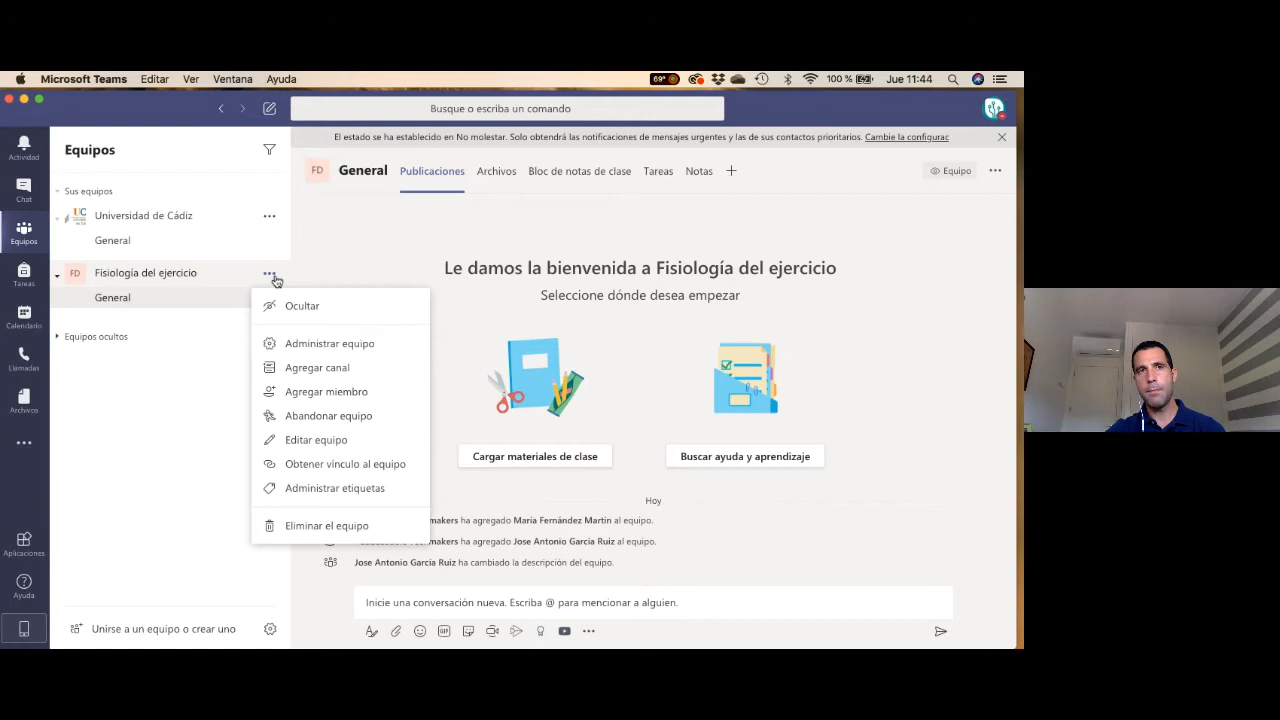 Microsoft Teams Editar Ver Ventana Ayuda
69° 100 % Jue 11:44
Busque o escriba un comando
El estado se ha establecido en No molestar. Solo obtendrá las notificaciones de mensajes urgentes y las de sus contactos prioritarios. Cambie la configurac
Actividad
Chat
Equipos
Tareas
Calendario
Llamadas
Archivos
Aplicaciones
Ayuda
Equipos
Sus equipos
UC
Universidad de Cádiz
General
FD Fisiología del ejercicio
General
Equipos ocultos
Unirse a un equipo o crear uno
Ocultar
Administrar equipo
Agregar canal
Agregar miembro
Abandonar equipo
Editar equipo
Obtener vínculo al equipo
Administrar etiquetas
Eliminar el equipo
FD General Publicaciones Archivos Bloc de notas de clase Tareas Notas
Equipo
Le damos la bienvenida a Fisiología del ejercicio
Seleccione dónde desea empezar
Cargar materiales de clase
Buscar ayuda y aprendizaje
Hoy
ha agregado María Fernández Martin al equipo.
ha agregado Jose Antonio García Ruiz al equipo.
Jose Antonio García Ruiz ha cambiado la descripción del equipo.
Inicie una conversación nueva. Escriba @ para mencionar a alguien.
GIF